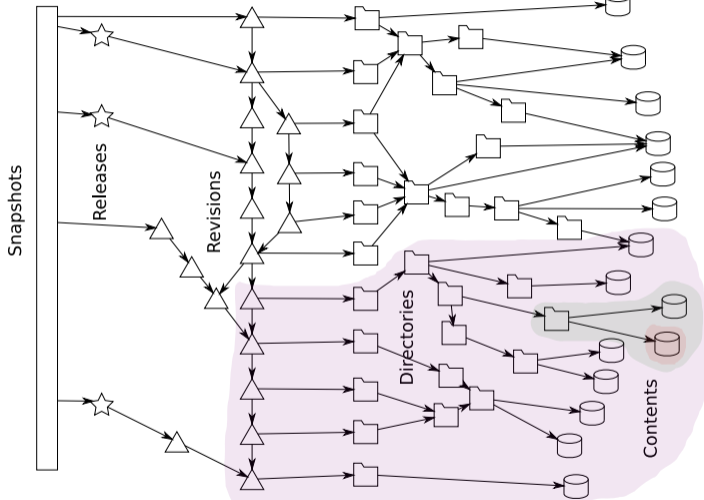 Snapshots
Releases
Revisions
Directories
Contents